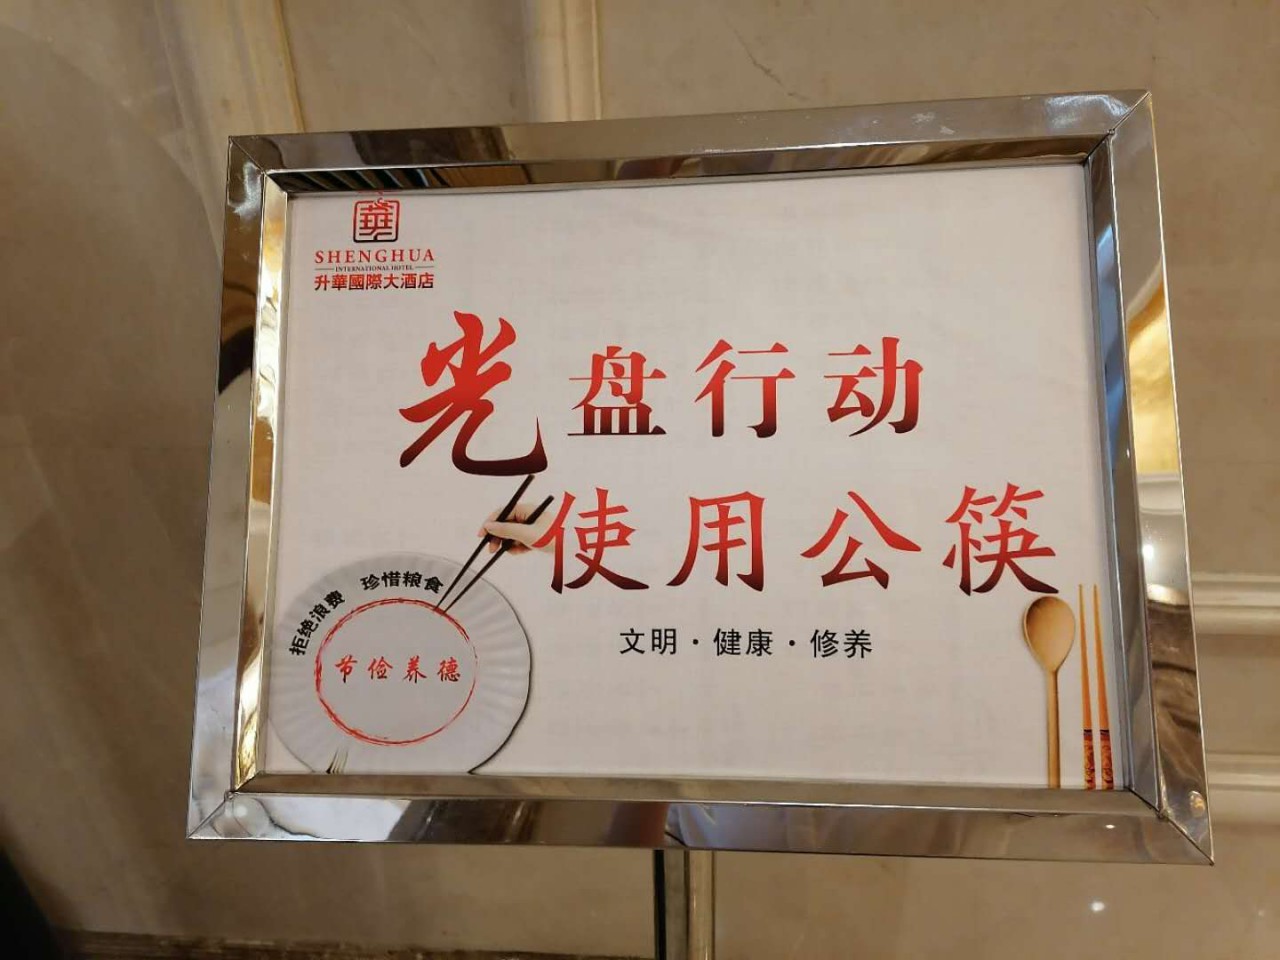 華
SHENGHUA
INTERNATIONAL HOTEL
升華國際大酒店
光盘行动
使用公筷
文明·健康·修养
拒绝浪费 珍惜粮食
节俭养德